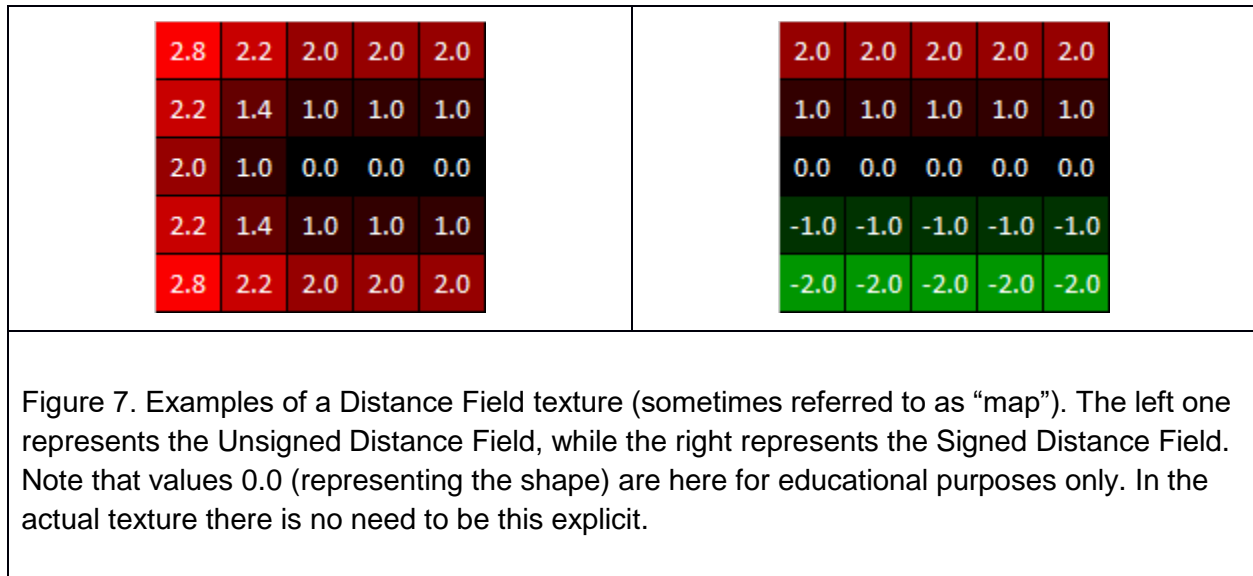 2.8 2.2 2.0 2.0 2.0
2.2 1.4 1.0 1.0 1.0
2.0 1.0 0.0 0.0 0.0
2.2 1.4 1.0 1.0 1.0
2.8 2.2 2.0 2.0 2.0
2.0 2.0 2.0 2.0 2.0
1.0 1.0 1.0 1.0 1.0
0.0 0.0 0.0 0.0 0.0
-1.0 -1.0 -1.0 -1.0 -1.0
-2.0 -2.0 -2.0 -2.0 -2.0
Figure 7. Examples of a Distance Field texture (sometimes referred to as “map”). The left one
represents the Unsigned Distance Field, while the right represents the Signed Distance Field.
Note that values 0.0 (representing the shape) are here for educational purposes only. In the
actual texture there is no need to be this explicit.